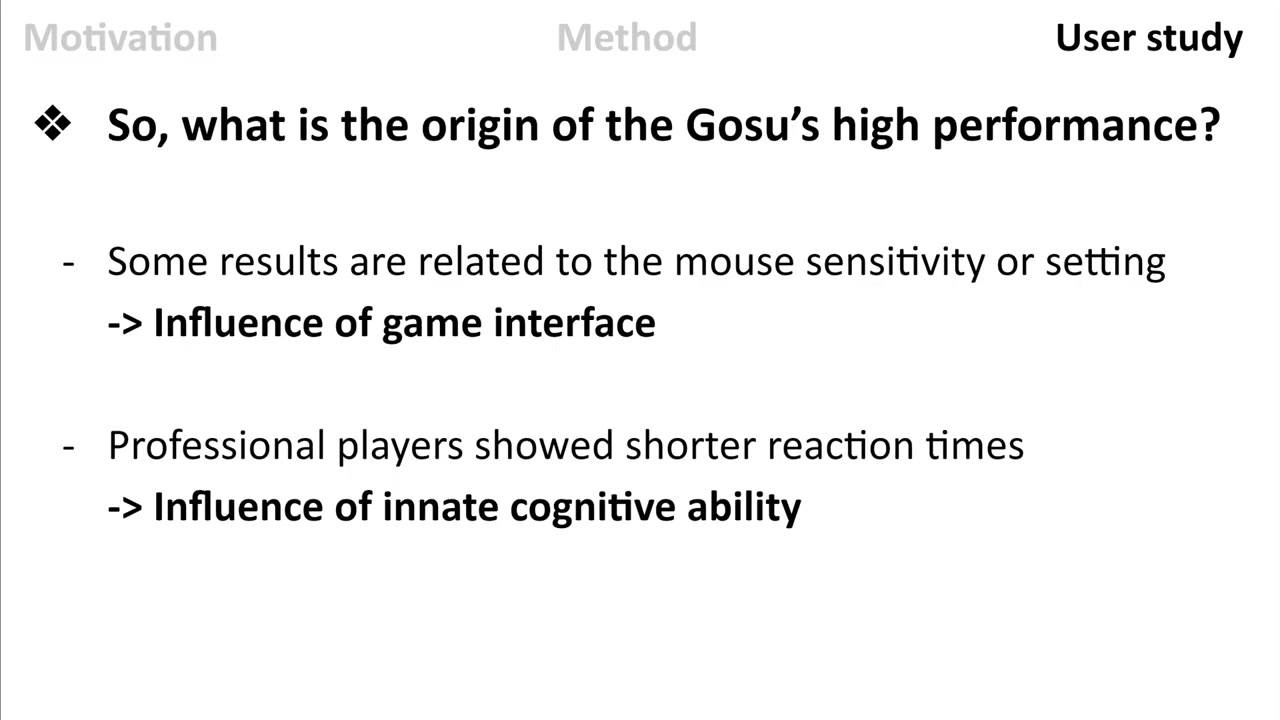 Motivation Method User study
❖ So, what is the origin of the Gosu’s high performance?
- Some results are related to the mouse sensitivity or setting
-> Influence of game interface
- Professional players showed shorter reaction times
-> Influence of innate cognitive ability